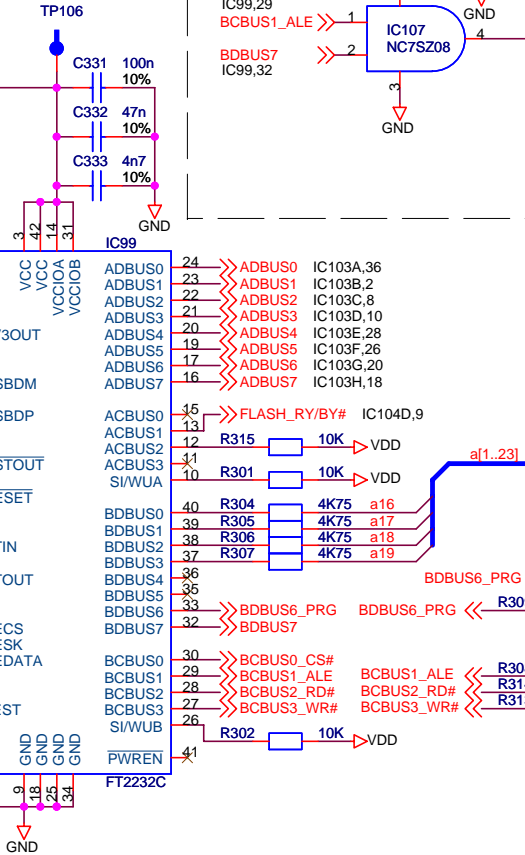 IC99,29
TP106
BCBUS1_ALE 1
IC107
NC7SZ08
4
GND
BDBUS7 2
IC99,32
3
GND
C331 100n
10%
C332 47n
10%
C333 4n7
10%
GND
3 42 14 31
IC99
VCC VCC VCCIOA VCCIOB
ADBUS0 24 ADBUS0 IC103A,36
ADBUS1 23 ADBUS1 IC103B,2
ADBUS2 22 ADBUS2 IC103C,8
ADBUS3 21 ADBUS3 IC103D,10
/3OUT
ADBUS4 20 ADBUS4 IC103E,28
ADBUS5 19 ADBUS5 IC103F,26
ADBUS6 17 ADBUS6 IC103G,20
SBDM
ADBUS7 16 ADBUS7 IC103H,18
SBDP
ACBUS0 15 FLASH_RY/BY# IC104D,9
ACBUS1 13
ACBUS2 12 R315 10K VDD
STOUT
ACBUS3 11
SI/WUA 10 R301 10K VDD
a[1..23]
ESET
BDBUS0 40 R304 4K75 a16
BDBUS1 39 R305 4K75 a17
TIN
BDBUS2 38 R306 4K75 a18
BDBUS3 37 R307 4K75 a19
TOUT
BDBUS4 36
BDBUS6_PRG
BDBUS5 35
BDBUS6 33 BDBUS6_PRG BDBUS6_PRG R30
ECS
BDBUS7 32 BDBUS7
ESK
EDATA
BCBUS0 30 BCBUS0_CS#
BCBUS1 29 BCBUS1_ALE BCBUS1_ALE R30
BCBUS2 28 BCBUS2_RD# BCBUS2_RD# R31
EST
BCBUS3 27 BCBUS3_WR# BCBUS3_WR# R31
SI/WUB 26 R302 10K VDD
PWREN 41
GND GND GND GND
FT2232C
9 18 25 34
GND